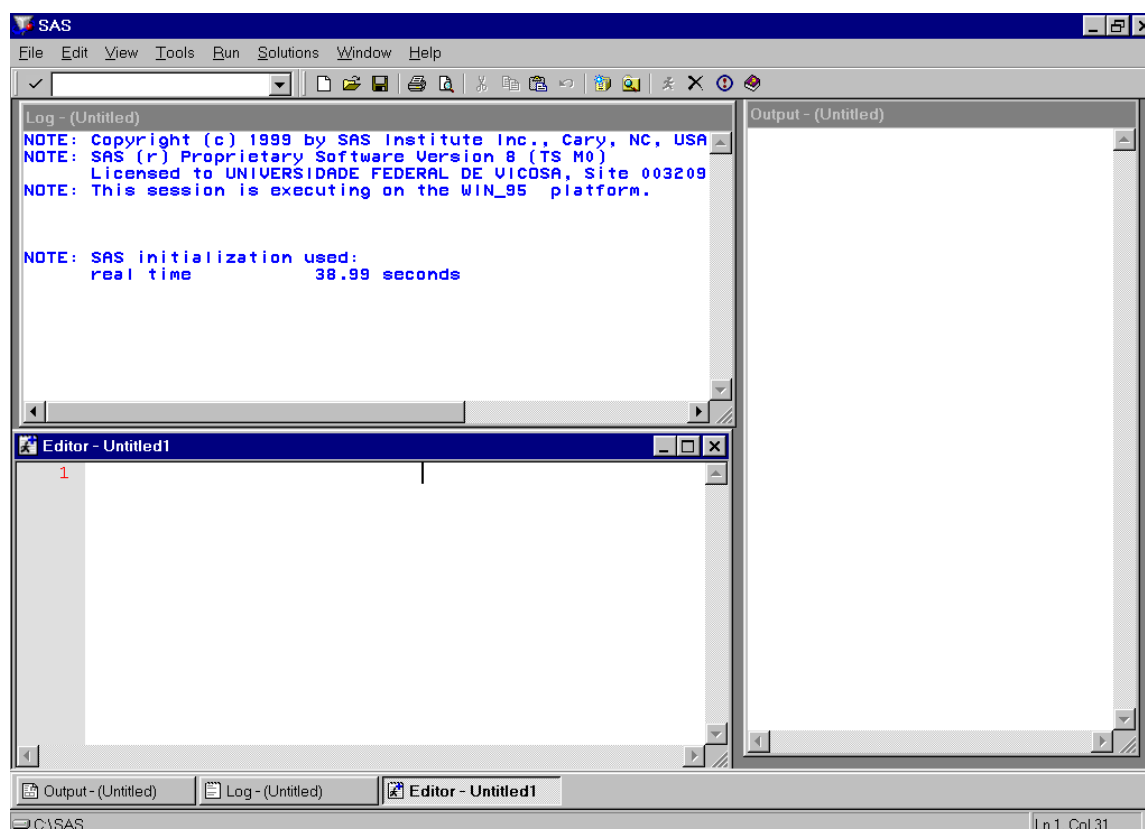 SAS
File Edit View Tools Run Solutions Window Help
Log - (Untitled)
NOTE: Copyright (c) 1999 by SAS Institute Inc., Cary, NC, USA
NOTE: SAS (r) Proprietary Software Version 8 (TS M0)
Licensed to UNIVERSIDADE FEDERAL DE VICOSA, Site 003209
NOTE: This session is executing on the WIN_95 platform.
NOTE: SAS initialization used:
real time 38.99 seconds
Editor - Untitled1
1
Output - (Untitled)
Output - (Untitled) Log - (Untitled) Editor - Untitled1
C:\SAS Ln 1, Col 31